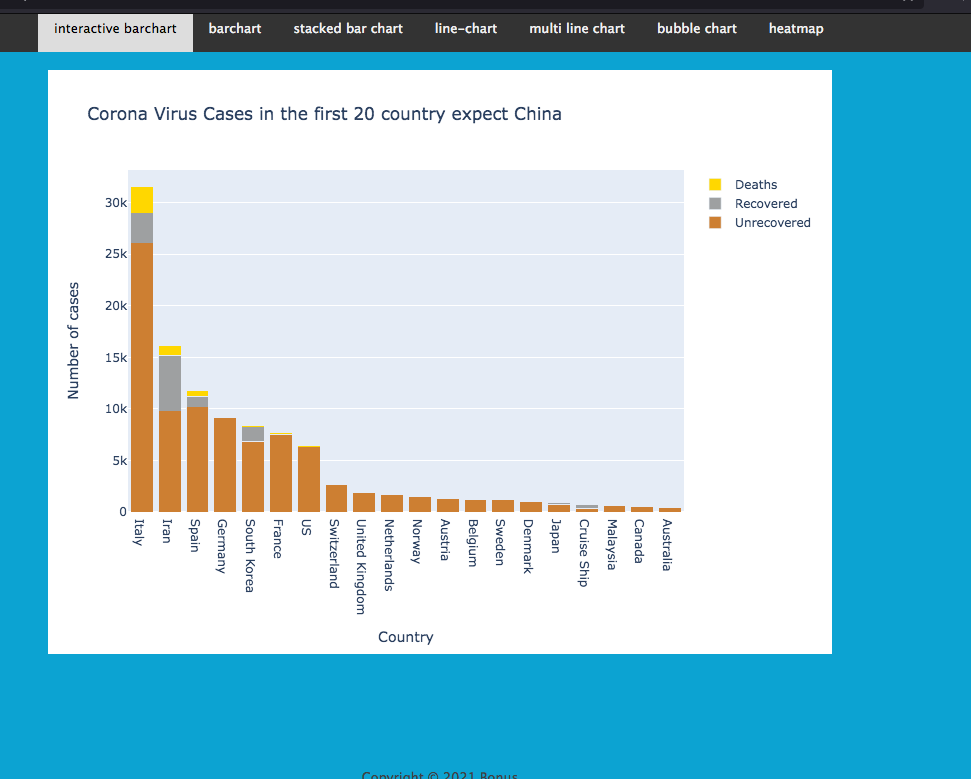 interactive barchart barchart stacked bar chart line-chart multi line chart bubble chart heatmap
Corona Virus Cases in the first 20 country expect China
Deaths
Recovered
Unrecovered
30k
25k
20k
15k
10k
5k
0
Number of cases
Italy
Iran
Spain
Germany
South Korea
France
US
Switzerland
United Kingdom
Netherlands
Norway
Austria
Belgium
Sweden
Denmark
Japan
Cruise Ship
Malaysia
Canada
Australia
Country
Copyright © 2021 Bonus